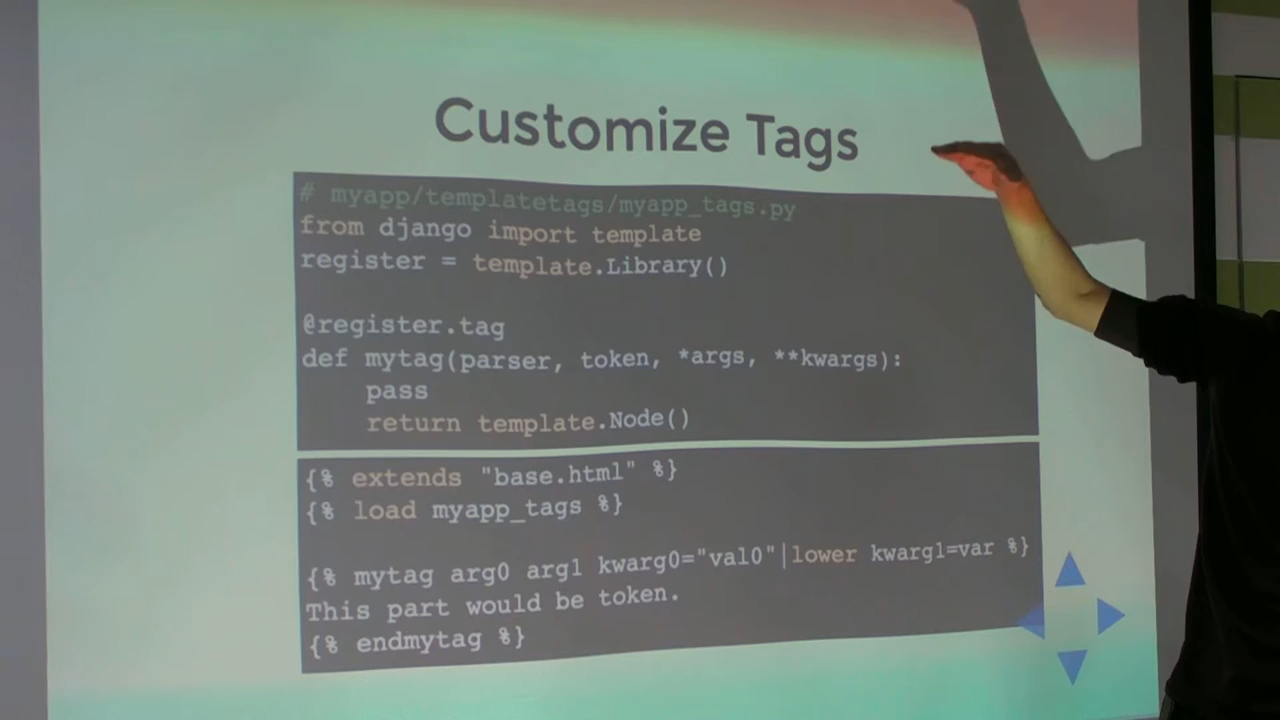 Customize Tags
# myapp/templatetags/myapp_tags.py
from django import template
register = template.Library()
@register.tag
def mytag(parser, token, *args, **kwargs):
    pass
    return template.Node()
{% extends "base.html" %}
{% load myapp_tags %}
{% mytag arg0 arg1 kwarg0="val0"|lower kwarg1=var %}
This part would be token.
{% endmytag %}